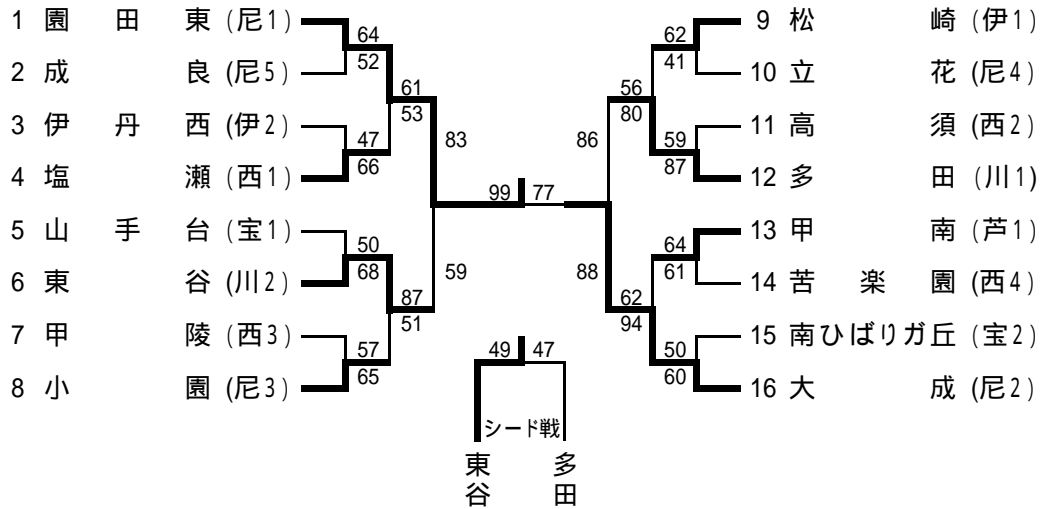 1 園田東 (尼1)
64
52
2 成良 (尼5)
61
53
3 伊丹西 (伊2)
47
66
4 塩瀬 (西1)
83
5 山手台 (宝1)
50
68
6 東谷 (川2)
59
87
51
7 甲陵 (西3)
57
65
8 小園 (尼3)
99 77
9 松崎 (伊1)
62
41
10 立花 (尼4)
56
80
11 高須 (西2)
59
87
12 多田 (川1)
86
13 甲南 (芦1)
64
61
14 苦楽園 (西4)
88
62
94
15 南ひばりガ丘 (宝2)
50
60
16 大成 (尼2)
49 47
シード戦
東谷
多田